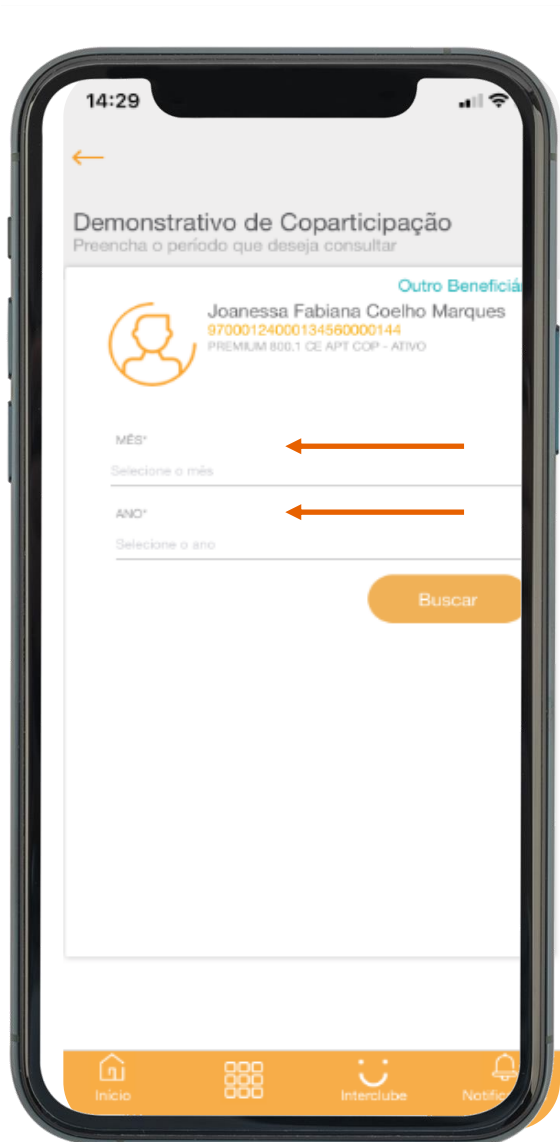 14:29
Demonstrativo de Coparticipação
Preencha o período que deseja consultar
Outro
Joanessa Fabiana Coelho Marques
97000124000134560000144
PREMIUM 800.1 CE APT COP - ATIVO
MÊS*
Selecione o mês
ANO*
Selecione o ano
Buscar
Início
Interclube